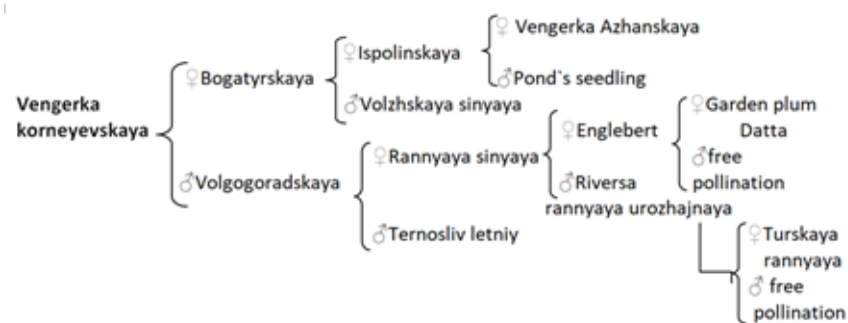 ♀ Vengerka Azhanskaya
♀Ispolinskaya
♀Bogatyrskaya
♂Pond`s seedling
Vengerka
korneyevskaya
♂Volzhskaya sinyaya
♀Garden plum
Datta
♀Englebert
♀Rannyaya sinyaya
♂free
pollination
♂Volgogoradskaya
♂Riversa
rannyaya urozhajnaya
♂Ternosliv letniy
♀Turskaya
rannyaya
♂ free
pollination